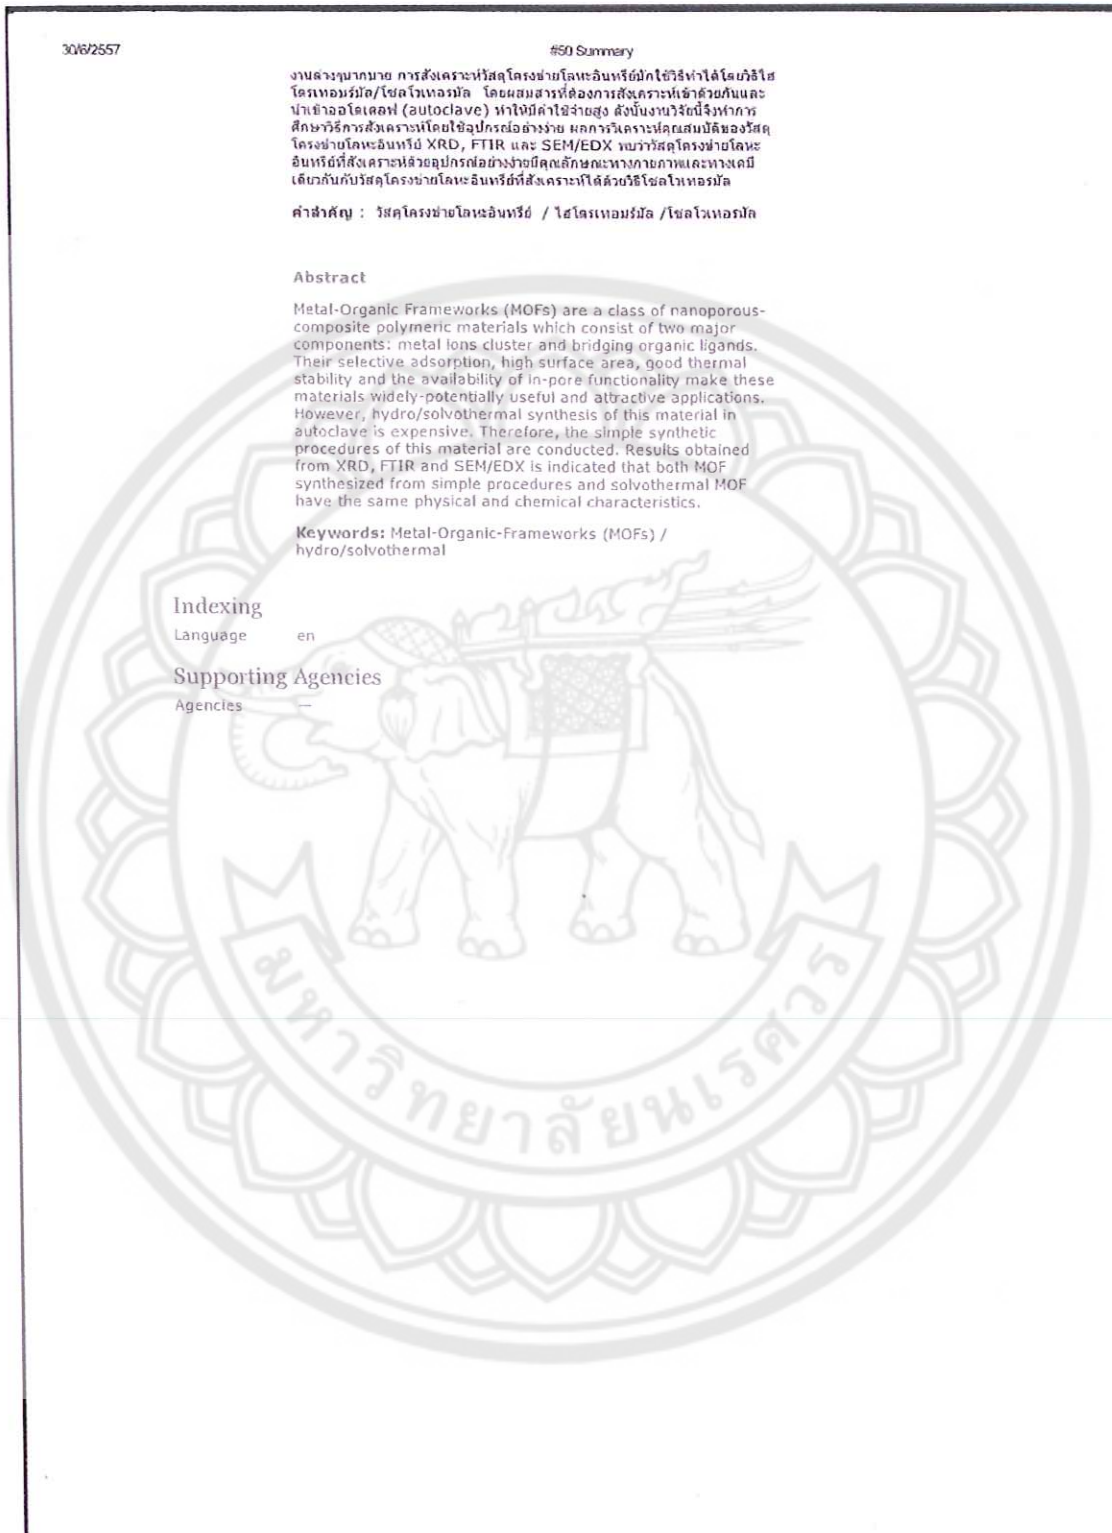 30/6/2557
#50 Summary
งานต่างๆมากมาย การสังเคราะห์วัสดุโครงข่ายโลหะอินทรีย์มักใช้วิธีทำได้โดยวิธีไฮ
โดรเทอมร์มัล/โซลโวเทอรมัล โดยผสมสารที่ต้องการสังเคราะห์เข้าด้วยกันและ
นำเข้าออโตเคลฟ (autoclave) ทำให้มีค่าใช้จ่ายสูง ดังนั้นงานวิจัยนี้จึงทำการ
ศึกษาวิธีการสังเคราะห์โดยใช้อุปกรณ์อย่างง่าย ผลการวิเคราะห์คุณสมบัติของวัสดุ
โครงข่ายโลหะอินทรีย์ XRD, FTIR และ SEM/EDX พบว่าวัสดุโครงข่ายโลหะ
อินทรีย์ที่สังเคราะห์ด้วยอุปกรณ์อย่างง่ายมีคุณลักษณะทางกายภาพและทางเคมี
เดียวกันกับวัสดุโครงข่ายโลหะอินทรีย์ที่สังเคราะห์ได้ด้วยวิธีโซลโวเทอรมัล
คำสำคัญ : วัสดุโครงข่ายโลหะอินทรีย์ / ไฮโดรเทอมร์มัล /โซลโวเทอรมัล
Abstract
Metal-Organic Frameworks (MOFs) are a class of nanoporous-
composite polymeric materials which consist of two major
components: metal ions cluster and bridging organic ligands.
Their selective adsorption, high surface area, good thermal
stability and the availability of in-pore functionality make these
materials widely-potentially useful and attractive applications.
However, hydro/solvothermal synthesis of this material in
autoclave is expensive. Therefore, the simple synthetic
procedures of this material are conducted. Results obtained
from XRD, FTIR and SEM/EDX is indicated that both MOF
synthesized from simple procedures and solvothermal MOF
have the same physical and chemical characteristics.
Keywords: Metal-Organic-Frameworks (MOFs) /
hydro/solvothermal
Indexing
Language en
Supporting Agencies
Agencies —
มหาวิทยาลัยนเรศวร